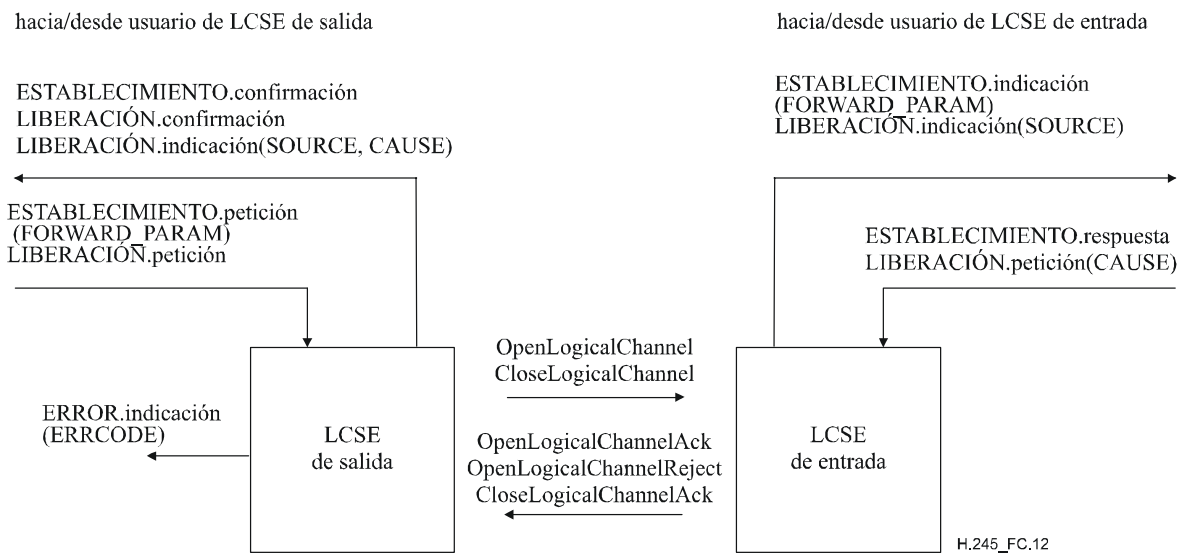 hacia/desde usuario de LCSE de salida
hacia/desde usuario de LCSE de entrada
ESTABLECIMIENTO.confirmación
LIBERACIÓN.confirmación
LIBERACIÓN.indicación(SOURCE, CAUSE)
ESTABLECIMIENTO.indicación
(FORWARD_PARAM)
LIBERACIÓN.indicación(SOURCE)
ESTABLECIMIENTO.petición
(FORWARD_PARAM)
LIBERACIÓN.petición
ESTABLECIMIENTO.respuesta
LIBERACIÓN.petición(CAUSE)
OpenLogicalChannel
CloseLogicalChannel
ERROR.indicación
(ERRCODE)
LCSE
de salida
OpenLogicalChannelAck
OpenLogicalChannelReject
CloseLogicalChannelAck
LCSE
de entrada
H.245_FC.12